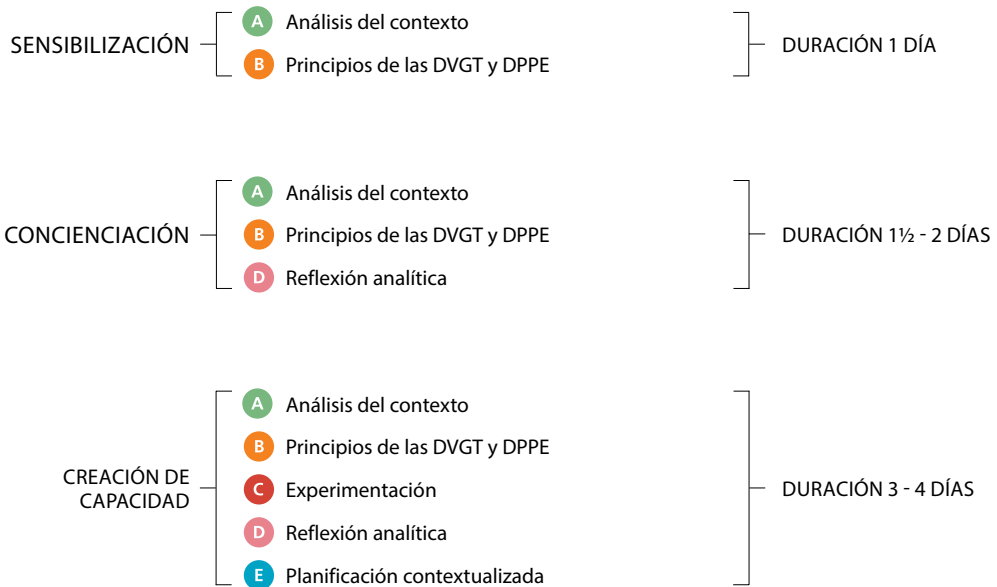 SENSIBILIZACIÓN
A Análisis del contexto
B Principios de las DVGT y DPPE
DURACIÓN 1 DÍA
CONCIENCIACIÓN
A Análisis del contexto
B Principios de las DVGT y DPPE
D Reflexión analítica
DURACIÓN 1½ - 2 DÍAS
CREACIÓN DE
CAPACIDAD
A Análisis del contexto
B Principios de las DVGT y DPPE
C Experimentación
D Reflexión analítica
E Planificación contextualizada
DURACIÓN 3 - 4 DÍAS